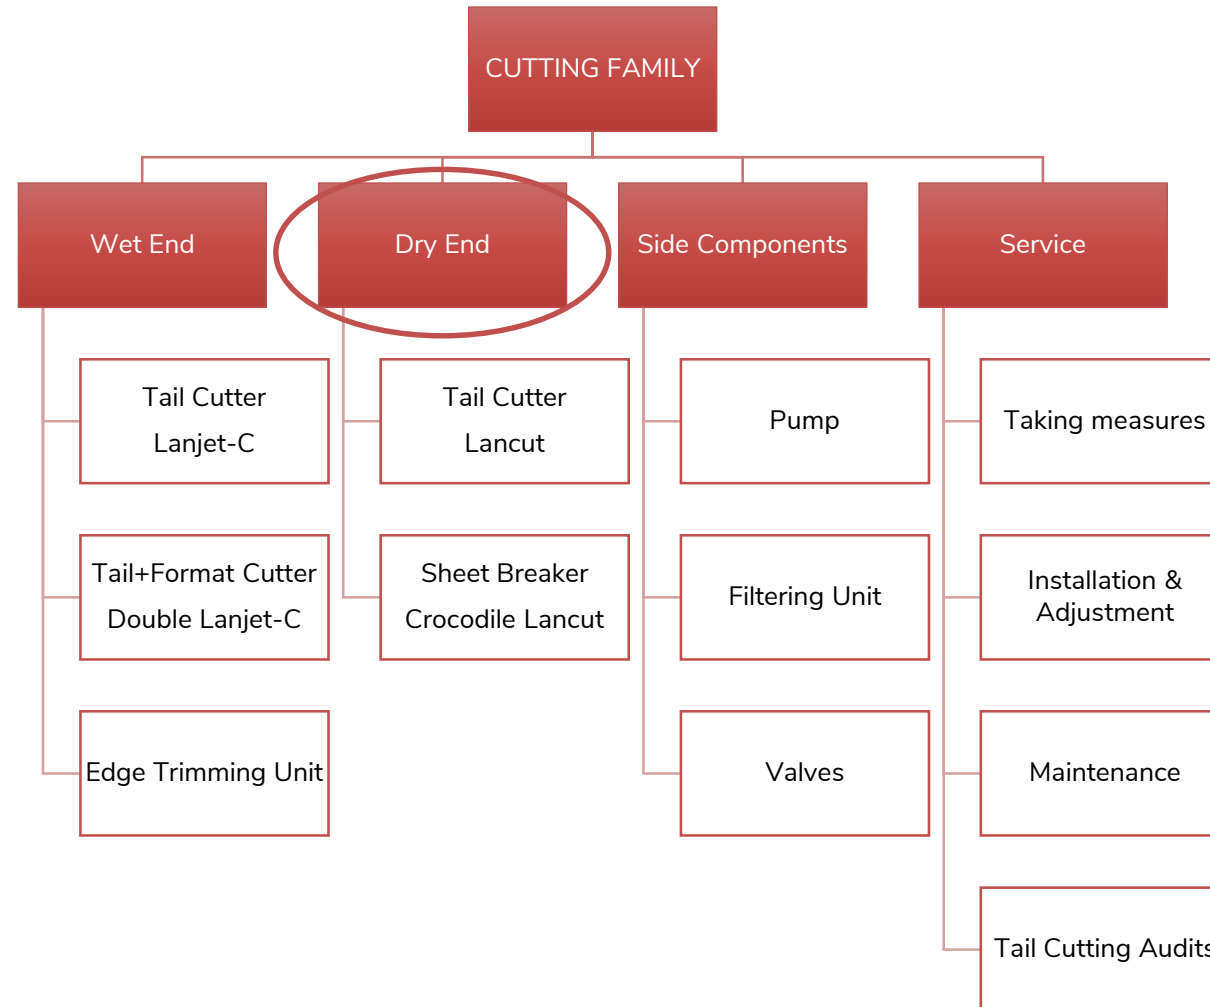 CUTTING FAMILY
Wet End
Dry End
Side Components
Service
Tail Cutter
Lanjet-C
Tail+Format Cutter
Double Lanjet-C
Edge Trimming Unit
Tail Cutter
Lancut
Sheet Breaker
Crocodile Lancut
Pump
Filtering Unit
Valves
Taking measures
Installation &
Adjustment
Maintenance
Tail Cutting Audits